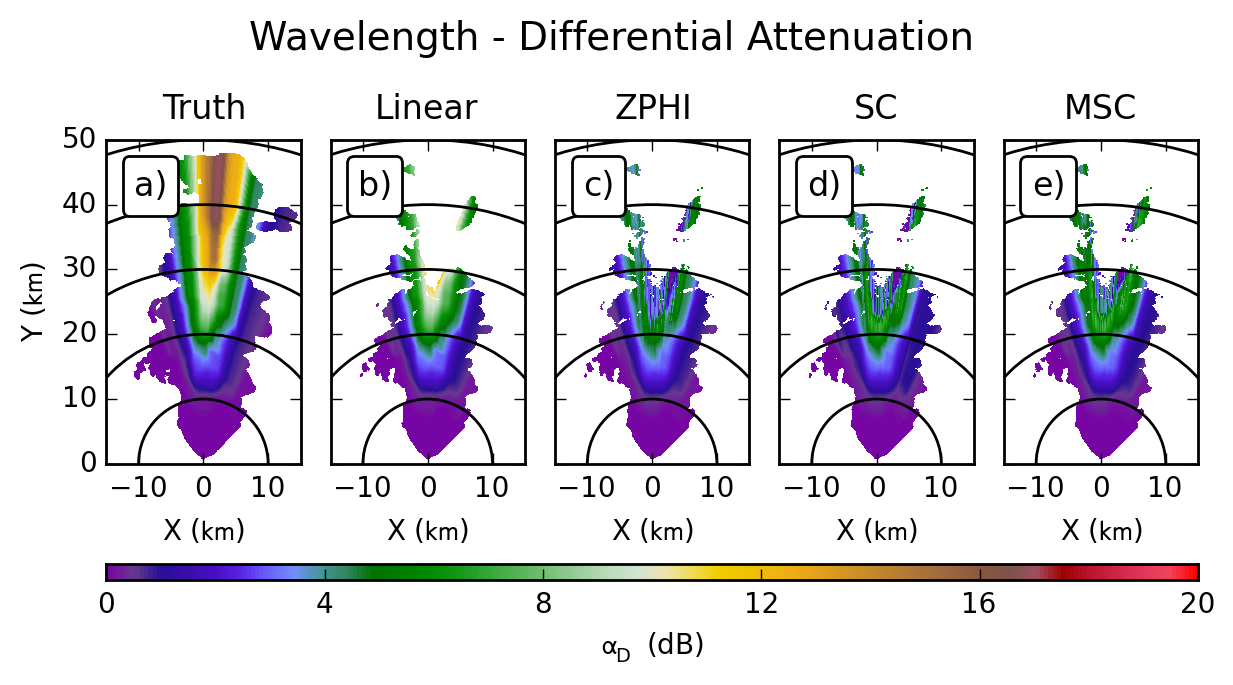 Wavelength - Differential Attenuation
Truth Linear ZPHI SC MSC
a) b) c) d) e)
50
40
30
20
10
0
Y (km)
−10 0 10 −10 0 10 −10 0 10 −10 0 10 −10 0 10
X (km) X (km) X (km) X (km) X (km)
0 4 8 12 16 20
α_D (dB)